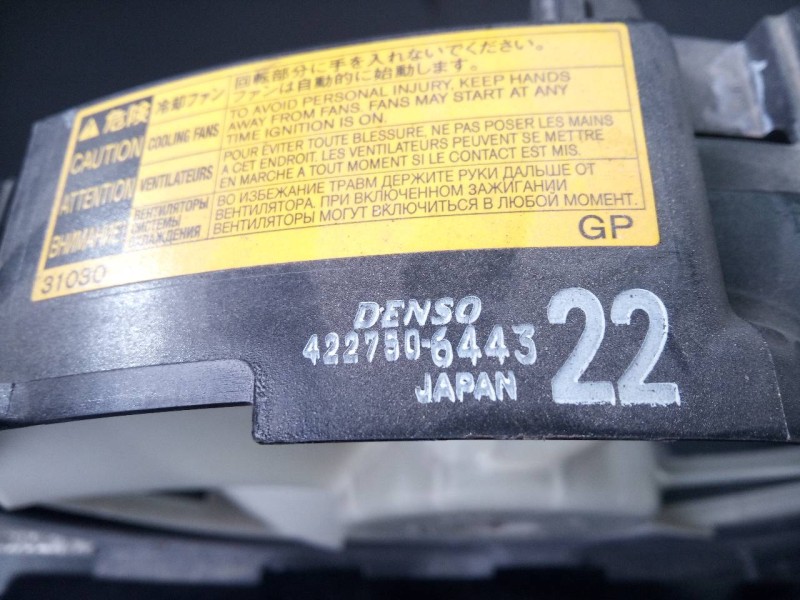 ⚠ 危険 冷却ファン 回転部分に手を入れないでください。
ファンは自動的に始動します。
CAUTION COOLING FANS TO AVOID PERSONAL INJURY, KEEP HANDS
AWAY FROM FANS. FANS MAY START AT ANY
TIME IGNITION IS ON.
ATTENTION VENTILATEURS POUR ÉVITER TOUTE BLESSURE, NE PAS POSER LES MAINS
A CET ENDROIT. LES VENTILATEURS PEUVENT SE METTRE
EN MARCHE A TOUT MOMENT SI LE CONTACT EST MIS.
ВНИМАНИЕ ВЕНТИЛЯТОРЫ СИСТЕМЫ ОХЛАЖДЕНИЯ ВО ИЗБЕЖАНИЕ ТРАВМ ДЕРЖИТЕ РУКИ ДАЛЬШЕ ОТ
ВЕНТИЛЯТОРА. ПРИ ВКЛЮЧЕННОМ ЗАЖИГАНИИ
ВЕНТИЛЯТОРЫ МОГУТ ВКЛЮЧИТЬСЯ В ЛЮБОЙ МОМЕНТ.
31030 GP
DENSO
422750-6443
JAPAN
22